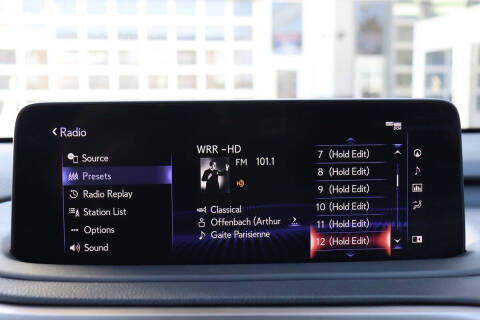 Radio
Source
Presets
Radio Replay
Station List
Options
Sound
WRR -HD
FM 101.1
Classical
Offenbach (Arthur
Gaite Parisienne
7 (Hold Edit)
8 (Hold Edit)
9 (Hold Edit)
10 (Hold Edit)
11 (Hold Edit)
12 (Hold Edit)